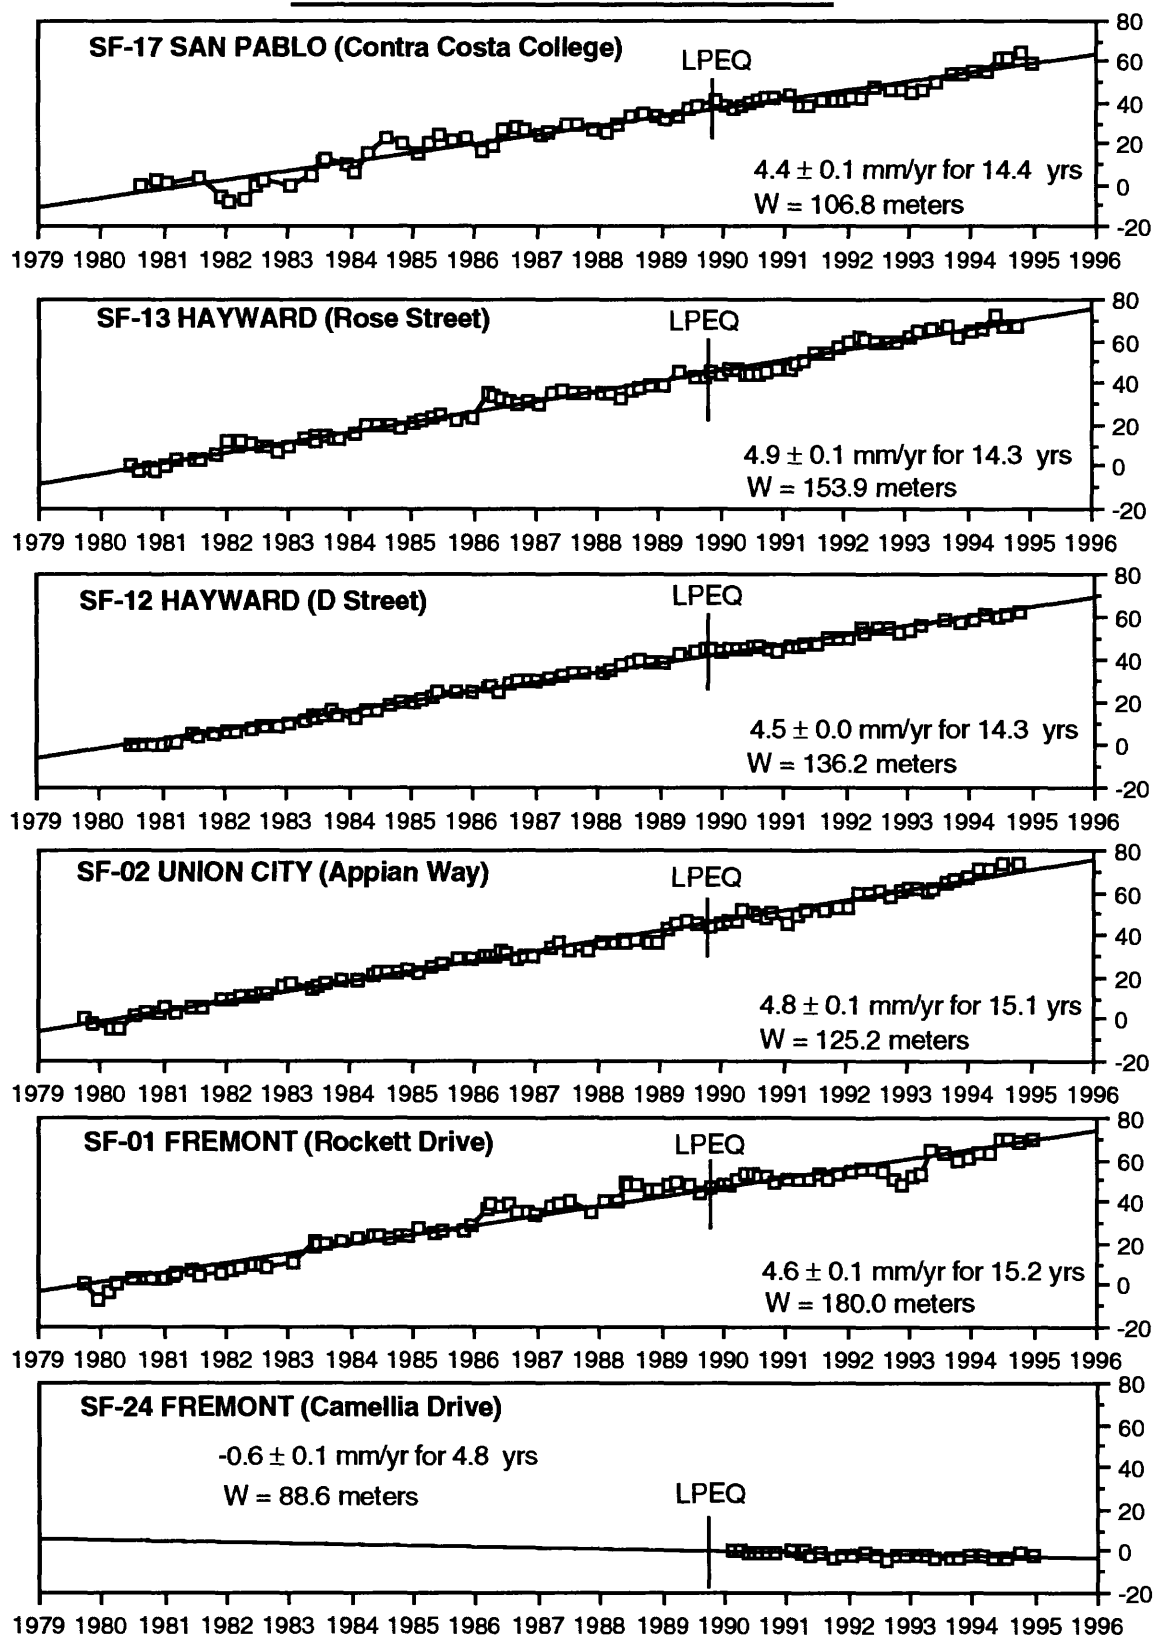 80
SF-17 SAN PABLO (Contra Costa College)
LPEQ
60
40
20
4.4 ± 0.1 mm/yr for 14.4 yrs
0
W = 106.8 meters
-20
1979 1980 1981 1982 1983 1984 1985 1986 1987 1988 1989 1990 1991 1992 1993 1994 1995 1996
80
SF-13 HAYWARD (Rose Street)
LPEQ
60
40
20
4.9 ± 0.1 mm/yr for 14.3 yrs
0
W = 153.9 meters
-20
1979 1980 1981 1982 1983 1984 1985 1986 1987 1988 1989 1990 1991 1992 1993 1994 1995 1996
80
SF-12 HAYWARD (D Street)
LPEQ
60
40
20
4.5 ± 0.0 mm/yr for 14.3 yrs
0
W = 136.2 meters
-20
1979 1980 1981 1982 1983 1984 1985 1986 1987 1988 1989 1990 1991 1992 1993 1994 1995 1996
80
SF-02 UNION CITY (Appian Way)
LPEQ
60
40
20
4.8 ± 0.1 mm/yr for 15.1 yrs
0
W = 125.2 meters
-20
1979 1980 1981 1982 1983 1984 1985 1986 1987 1988 1989 1990 1991 1992 1993 1994 1995 1996
80
SF-01 FREMONT (Rockett Drive)
LPEQ
60
40
20
4.6 ± 0.1 mm/yr for 15.2 yrs
0
W = 180.0 meters
-20
1979 1980 1981 1982 1983 1984 1985 1986 1987 1988 1989 1990 1991 1992 1993 1994 1995 1996
80
SF-24 FREMONT (Camellia Drive)
60
-0.6 ± 0.1 mm/yr for 4.8 yrs
40
W = 88.6 meters
LPEQ
20
0
-20
1979 1980 1981 1982 1983 1984 1985 1986 1987 1988 1989 1990 1991 1992 1993 1994 1995 1996